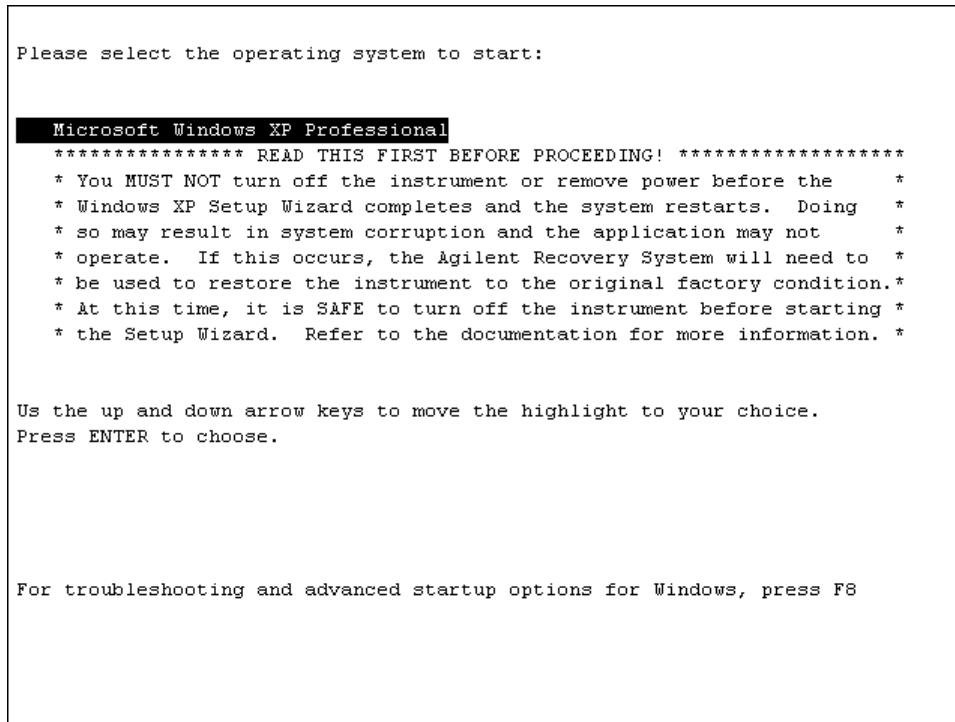 Please select the operating system to start:
Microsoft Windows XP Professional
**************** READ THIS FIRST BEFORE PROCEEDING! *******************
* You MUST NOT turn off the instrument or remove power before the *
* Windows XP Setup Wizard completes and the system restarts. Doing *
* so may result in system corruption and the application may not *
* operate. If this occurs, the Agilent Recovery System will need to *
* be used to restore the instrument to the original factory condition.*
* At this time, it is SAFE to turn off the instrument before starting *
* the Setup Wizard. Refer to the documentation for more information. *
Us the up and down arrow keys to move the highlight to your choice.
Press ENTER to choose.
For troubleshooting and advanced startup options for Windows, press F8